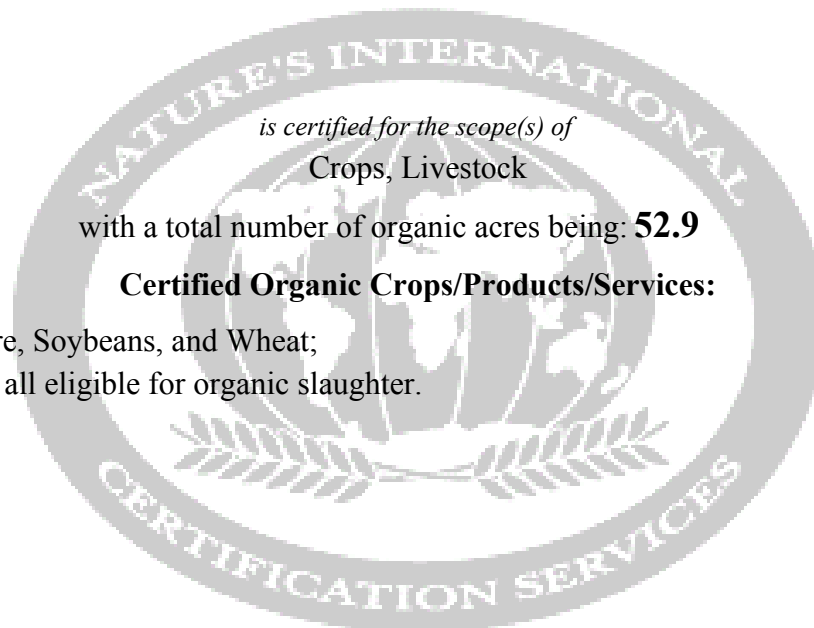 NATURE'S INTERNATIONAL
is certified for the scope(s) of
Crops, Livestock
with a total number of organic acres being: 52.9
Certified Organic Crops/Products/Services:
re, Soybeans, and Wheat;
all eligible for organic slaughter.
CERTIFICATION SERVICES